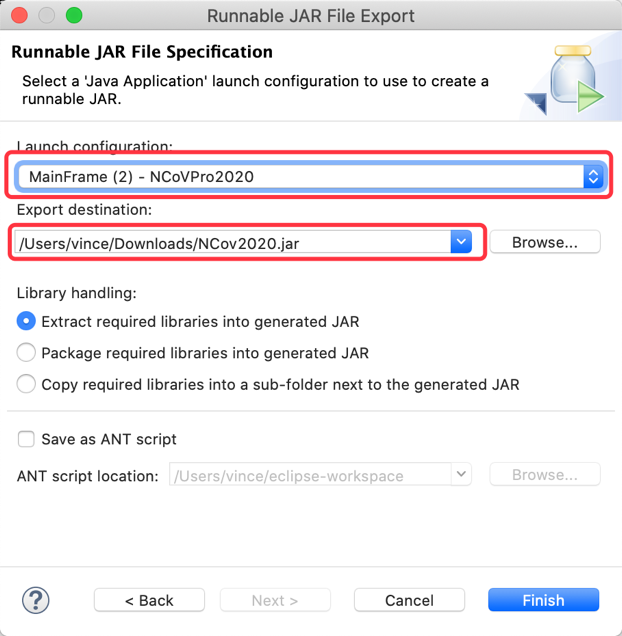 Runnable JAR File Export
Runnable JAR File Specification
Select a 'Java Application' launch configuration to use to create a
runnable JAR.
Launch configuration:
MainFrame (2) - NCoVPro2020
Export destination:
/Users/vince/Downloads/NCov2020.jar
Browse...
Library handling:
Extract required libraries into generated JAR
Package required libraries into generated JAR
Copy required libraries into a sub-folder next to the generated JAR
Save as ANT script
ANT script location:
/Users/vince/eclipse-workspace
Browse...
?
< Back
Next >
Cancel
Finish